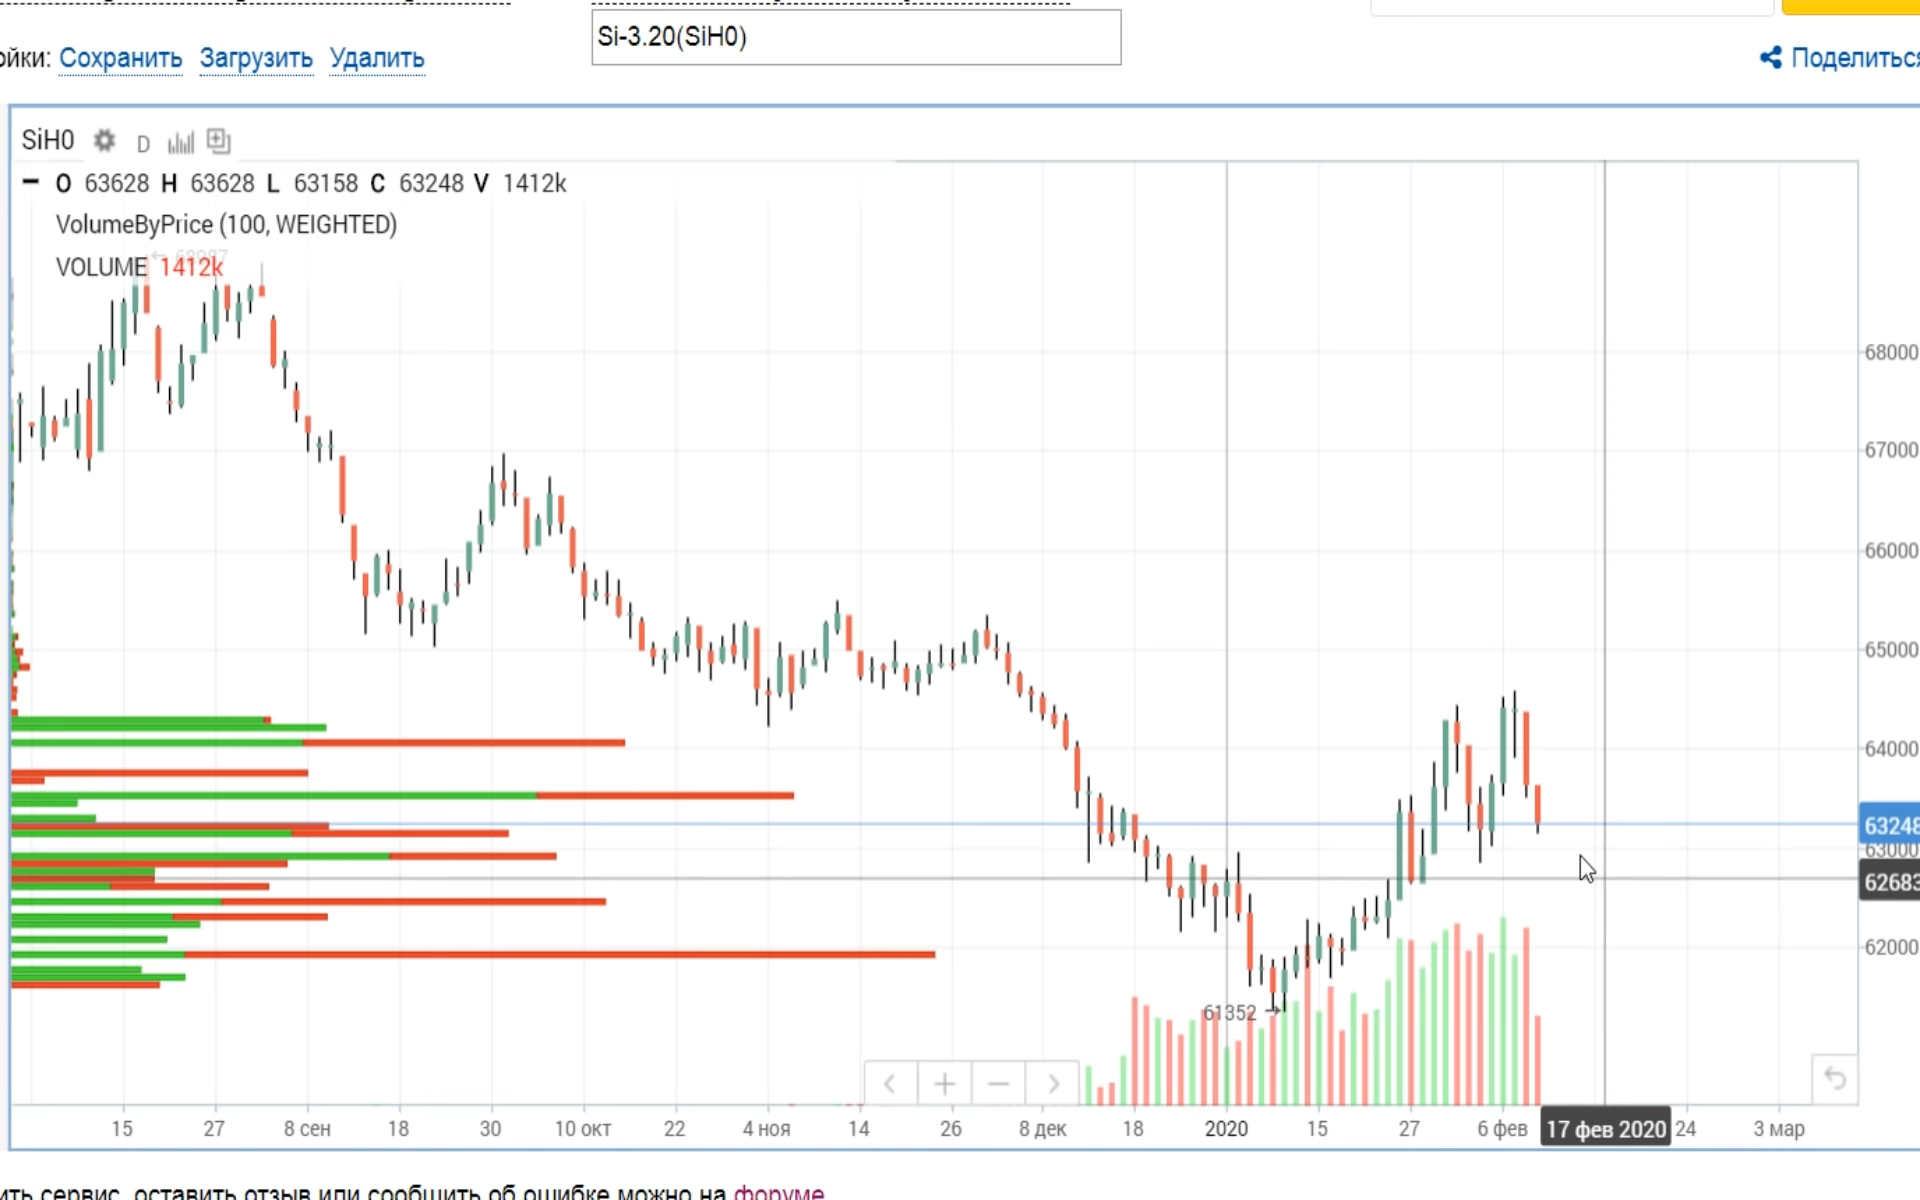 Si-3.20(SiH0)
ойки: Сохранить Загрузить Удалить
Поделиться
SiH0 D
O 63628 H 63628 L 63158 C 63248 V 1412k
VolumeByPrice (100, WEIGHTED)
VOLUME 1412k
68000
67000
66000
65000
64000
63248
63000
62683
62000
61352
15 27 8 сен 18 30 10 окт 22 4 ноя 14 26 8 дек 18 2020 15 27 6 фев 17 фев 2020 24 3 мар
ить сервис, оставить отзыв или сообщить об ошибке можно на форуме